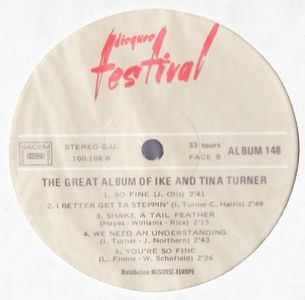 disques
festival
SACEM
STEREO-G.U.
100.108 B
33 tours
FACE B
ALBUM 148
THE GREAT ALBUM OF IKE AND TINA TURNER
1. SO FINE (J. Otis) 2'41
2. I BETTER GET TA STEPPIN' (I. Turner-C. Harris) 2'49
3. SHAKE A TAIL FEATHER
(Hayes - Williams - Rice) 2'15
4. WE NEED AN UNDERSTANDING
(I. Turner - J. Northern) 2'31
5. YOU'RE SO FINE
(L. Finnie - W. Schofield) 2'26
Distribution MUSIDISC-EUROPE